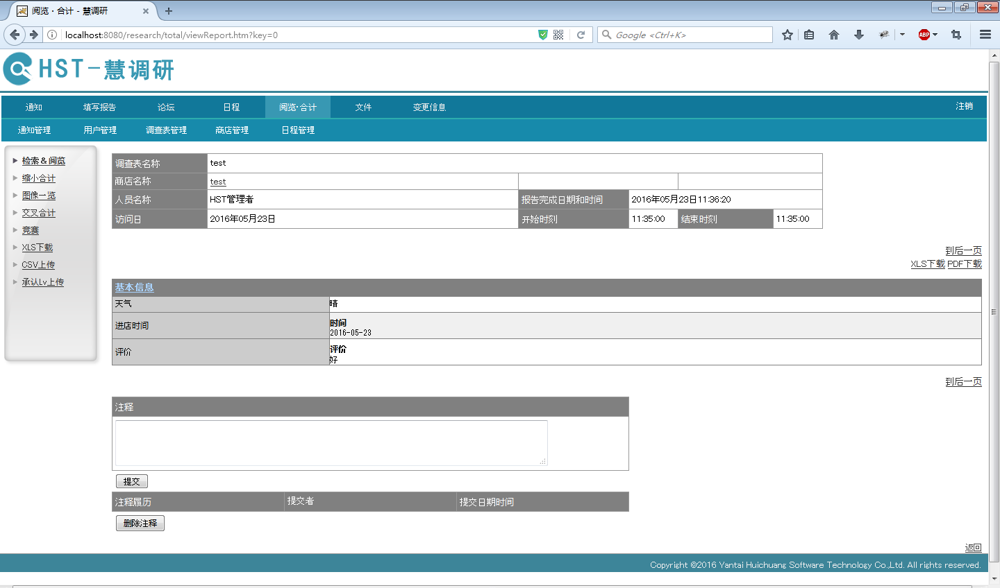 阅览 · 合计 - 慧调研
localhost:8080/research/total/viewReport.htm?key=0
Google <Ctrl+K>
ABP
HST-慧调研
通知 填写报告 论坛 日程 阅览·合计 文件 变更信息 注销
通知管理 用户管理 调查表管理 商店管理 日程管理
检索＆阅览
缩小合计
图像一览
交叉合计
竞赛
XLS下载
CSV上传
承认Lv上传
调查表名称 test
商店名称 test
人员名称 HST管理者 报告完成日期和时间 2016年05月23日11:36:20
访问日 2016年05月23日 开始时刻 11:35:00 结束时刻 11:35:00
到后一页
XLS下载 PDF下载
基本信息
天气 晴
进店时间 时间
2016-05-23
评价 评价
好
到后一页
注释
提交
注释履历 提交者 提交日期时间
删除注释
返回
Copyright ©2016 Yantai Huichuang Software Technology Co.,Ltd. All rights reserved.